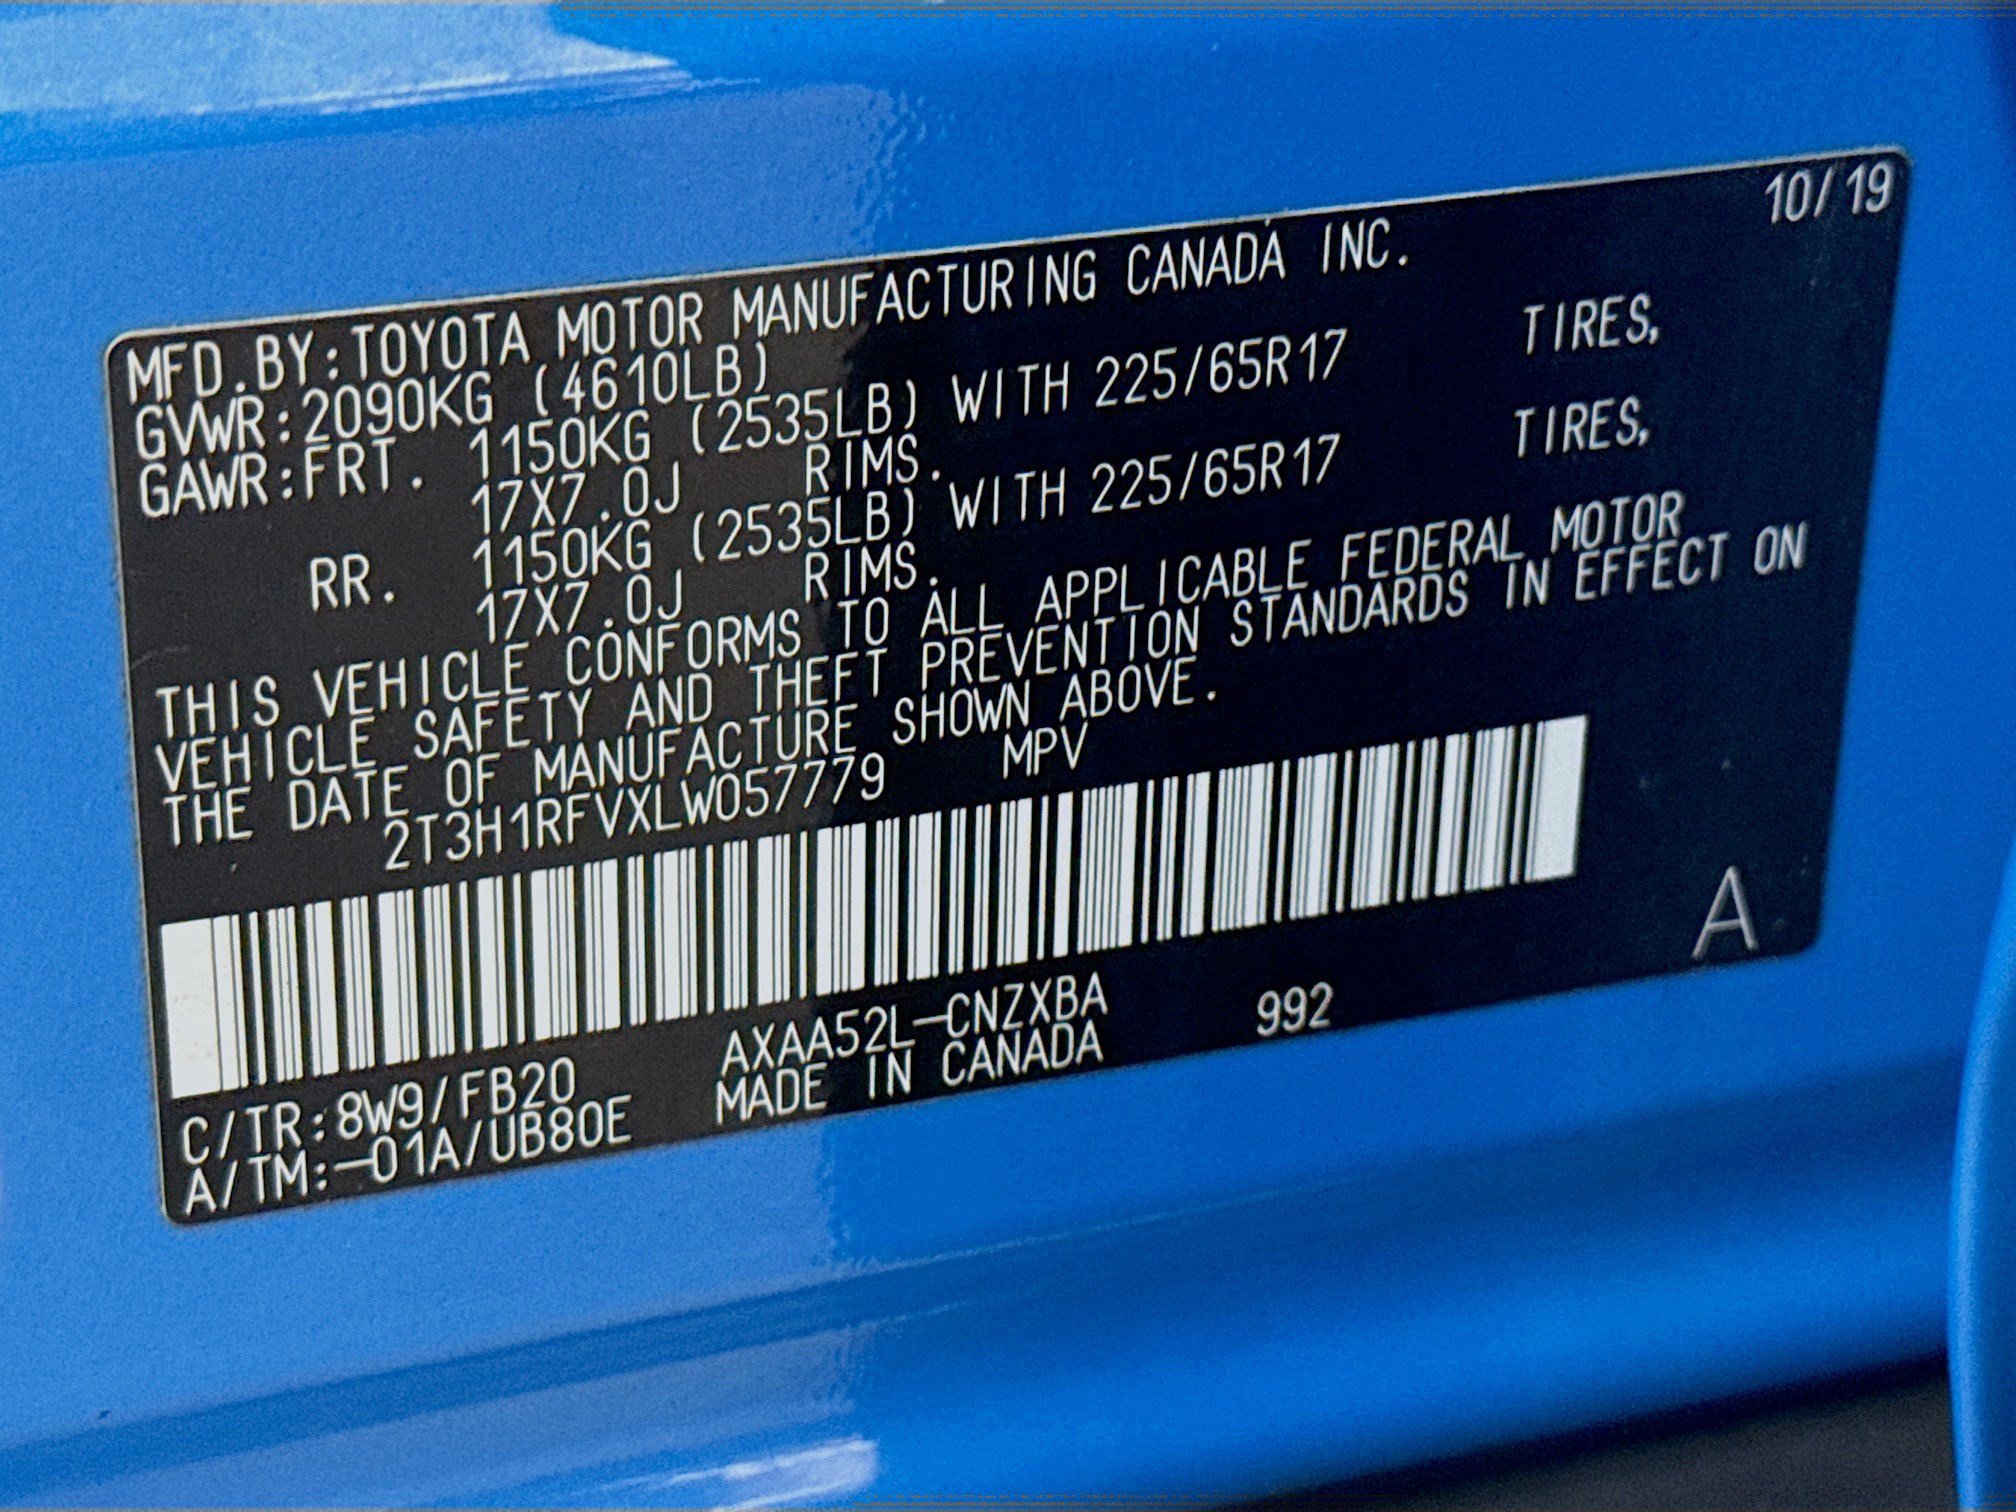 10/19
MFD.BY:TOYOTA MOTOR MANUFACTURING CANADA INC.
GVWR:2090KG (4610LB)
GAWR:FRT. 1150KG (2535LB) WITH 225/65R17 TIRES,
17X7.0J RIMS.
RR. 1150KG (2535LB) WITH 225/65R17 TIRES,
17X7.0J RIMS.
THIS VEHICLE CONFORMS TO ALL APPLICABLE FEDERAL MOTOR
VEHICLE SAFETY AND THEFT PREVENTION STANDARDS IN EFFECT ON
THE DATE OF MANUFACTURE SHOWN ABOVE.
2T3H1RFVXLW057779 MPV
A
C/TR:8W9/FB20 AXAA52L-CNZXBA 992
A/TM:-01A/UB80E MADE IN CANADA